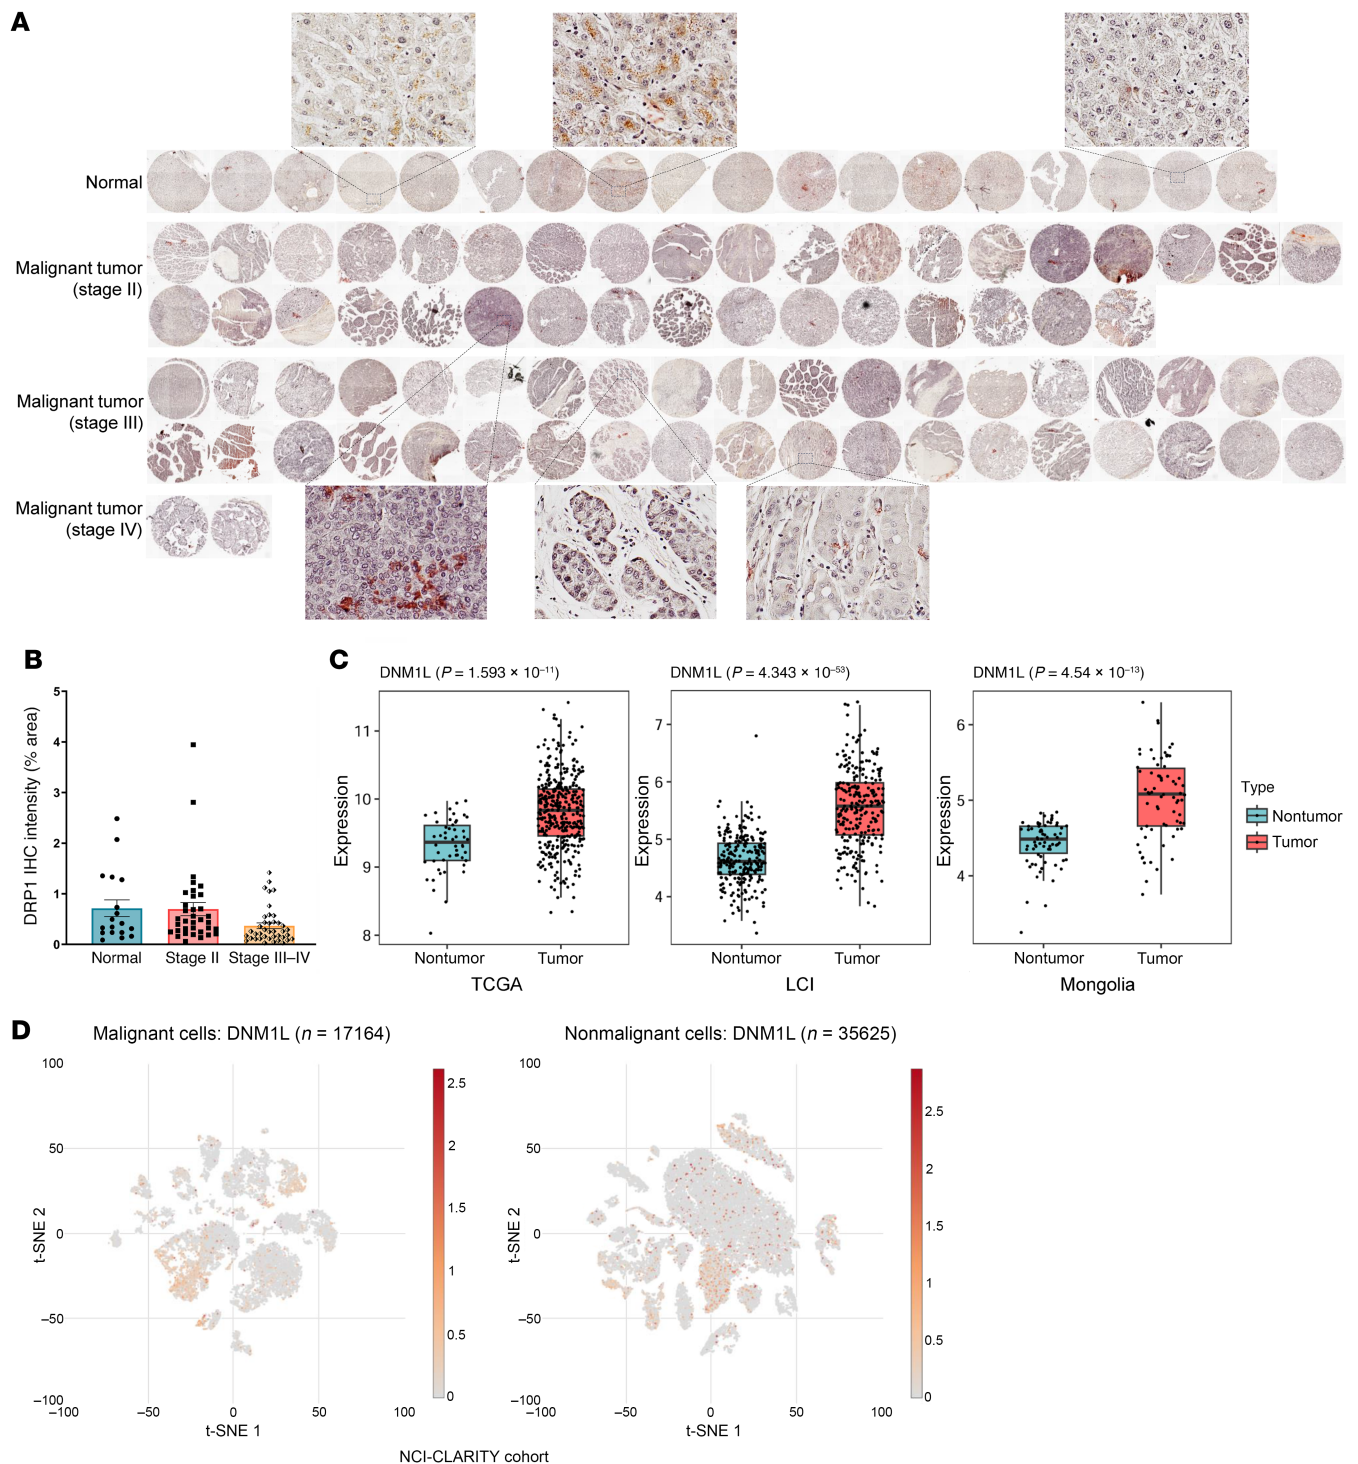 A
Normal
Malignant tumor
(stage II)
Malignant tumor
(stage III)
Malignant tumor
(stage IV)
B
DRP1 IHC intensity (% area)
5
4
3
2
1
0
Normal
Stage II
Stage III–IV
C
DNM1L (P = 1.593 × 10⁻¹¹)
Expression
11
10
9
8
Nontumor
Tumor
TCGA
DNM1L (P = 4.343 × 10⁻⁵³)
Expression
7
6
5
4
Nontumor
Tumor
LCI
DNM1L (P = 4.54 × 10⁻¹³)
Expression
6
5
4
Nontumor
Tumor
Mongolia
Type
Nontumor
Tumor
D
Malignant cells: DNM1L (n = 17164)
t-SNE 2
100
50
0
–50
–100
–100
–50
0
50
100
t-SNE 1
2.5
2
1.5
1
0.5
0
Nonmalignant cells: DNM1L (n = 35625)
t-SNE 2
100
50
0
–50
–100
–100
–50
0
50
100
t-SNE 1
2.5
2
1.5
1
0.5
0
NCI-CLARITY cohort